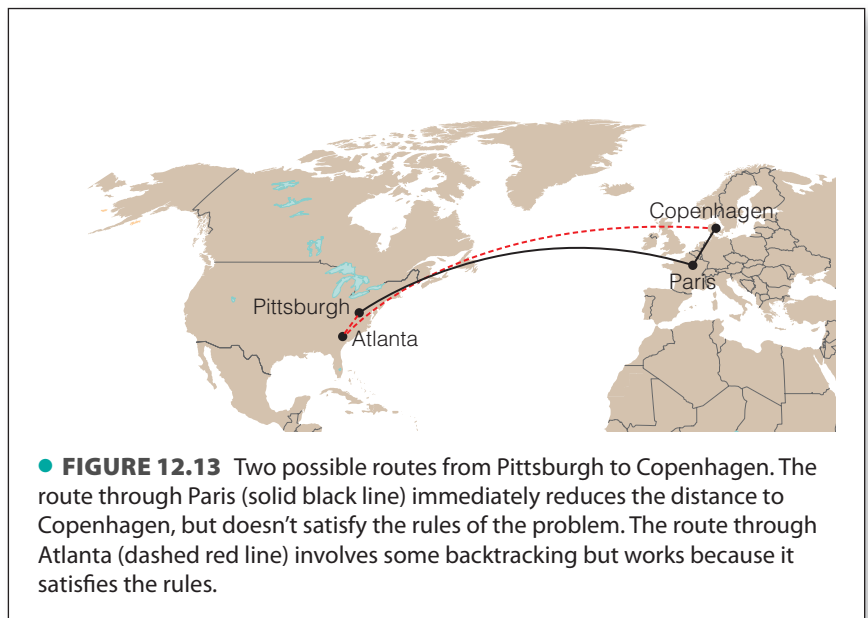 Copenhagen
Paris
Pittsburgh
Atlanta
● FIGURE 12.13 Two possible routes from Pittsburgh to Copenhagen. The
route through Paris (solid black line) immediately reduces the distance to
Copenhagen, but doesn’t satisfy the rules of the problem. The route through
Atlanta (dashed red line) involves some backtracking but works because it
satisfies the rules.